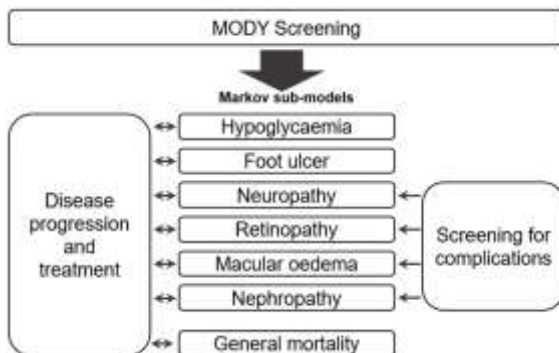 MODY Screening
Markov sub-models
Hypoglycaemia
Foot ulcer
Neuropathy
Retinopathy
Macular oedema
Nephropathy
General mortality
Disease
progression
and
treatment
Screening for
complications